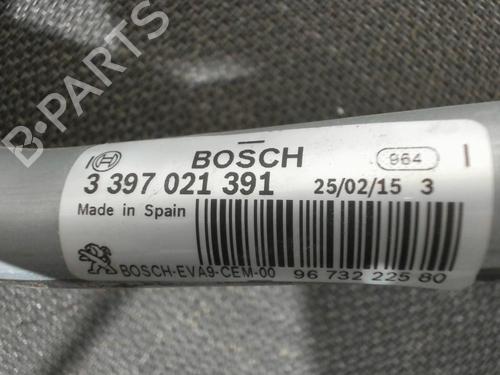 B-PARTS
BOSCH 964
3 397 021 391 25/02/15 3
Made in Spain
BOSCH-EVA9-CEM-00 96 732 225 80